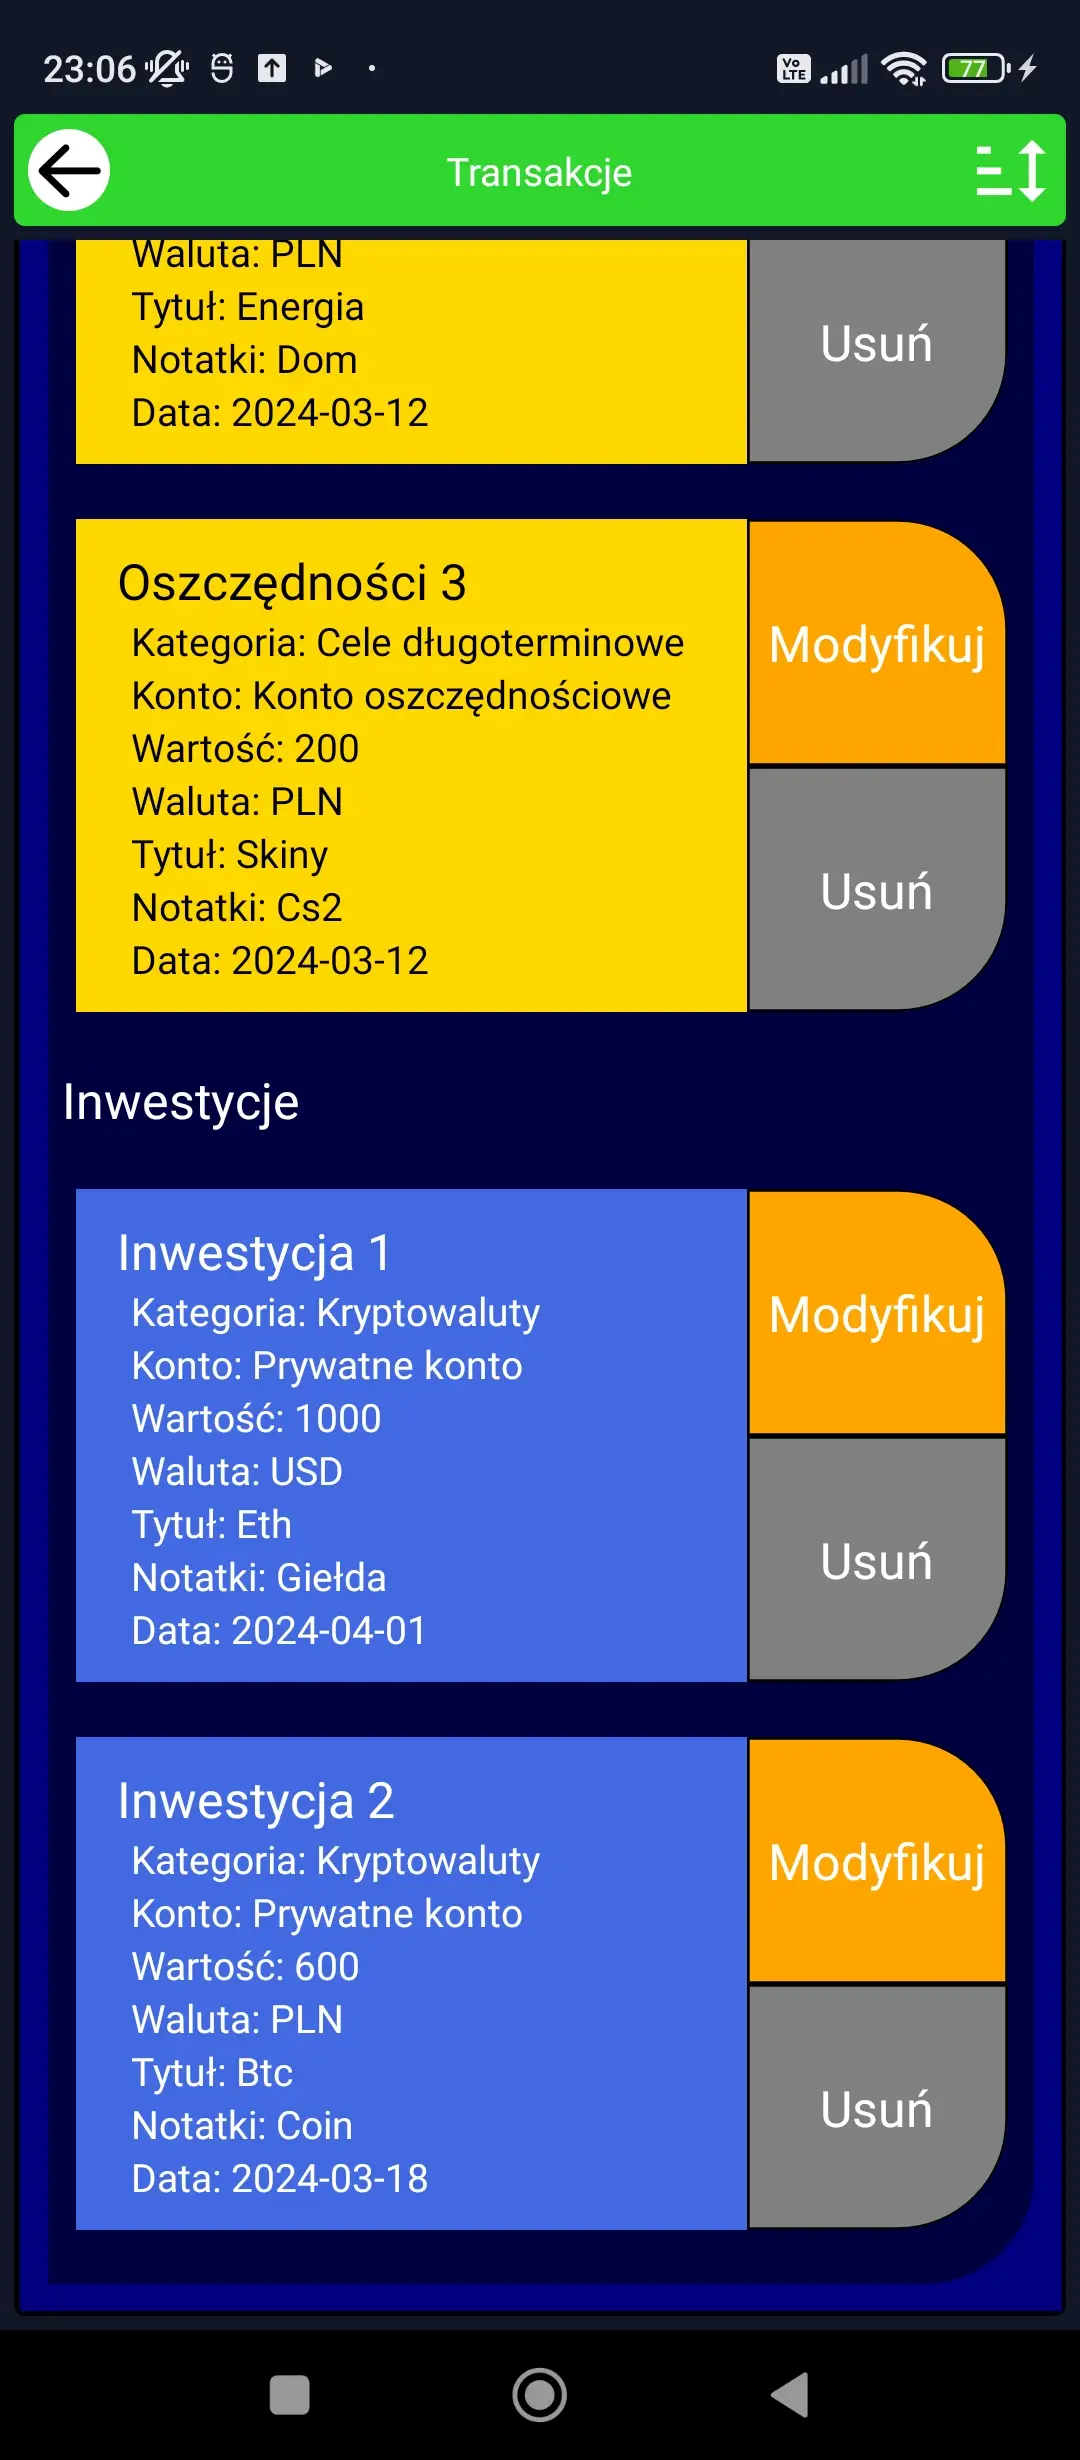 23:06
Vo LTE
77
Transakcje
Waluta: PLN
Tytuł: Energia
Notatki: Dom
Data: 2024-03-12
Usuń
Oszczędności 3
Kategoria: Cele długoterminowe
Konto: Konto oszczędnościowe
Wartość: 200
Waluta: PLN
Tytuł: Skiny
Notatki: Cs2
Data: 2024-03-12
Modyfikuj
Usuń
Inwestycje
Inwestycja 1
Kategoria: Kryptowaluty
Konto: Prywatne konto
Wartość: 1000
Waluta: USD
Tytuł: Eth
Notatki: Giełda
Data: 2024-04-01
Modyfikuj
Usuń
Inwestycja 2
Kategoria: Kryptowaluty
Konto: Prywatne konto
Wartość: 600
Waluta: PLN
Tytuł: Btc
Notatki: Coin
Data: 2024-03-18
Modyfikuj
Usuń